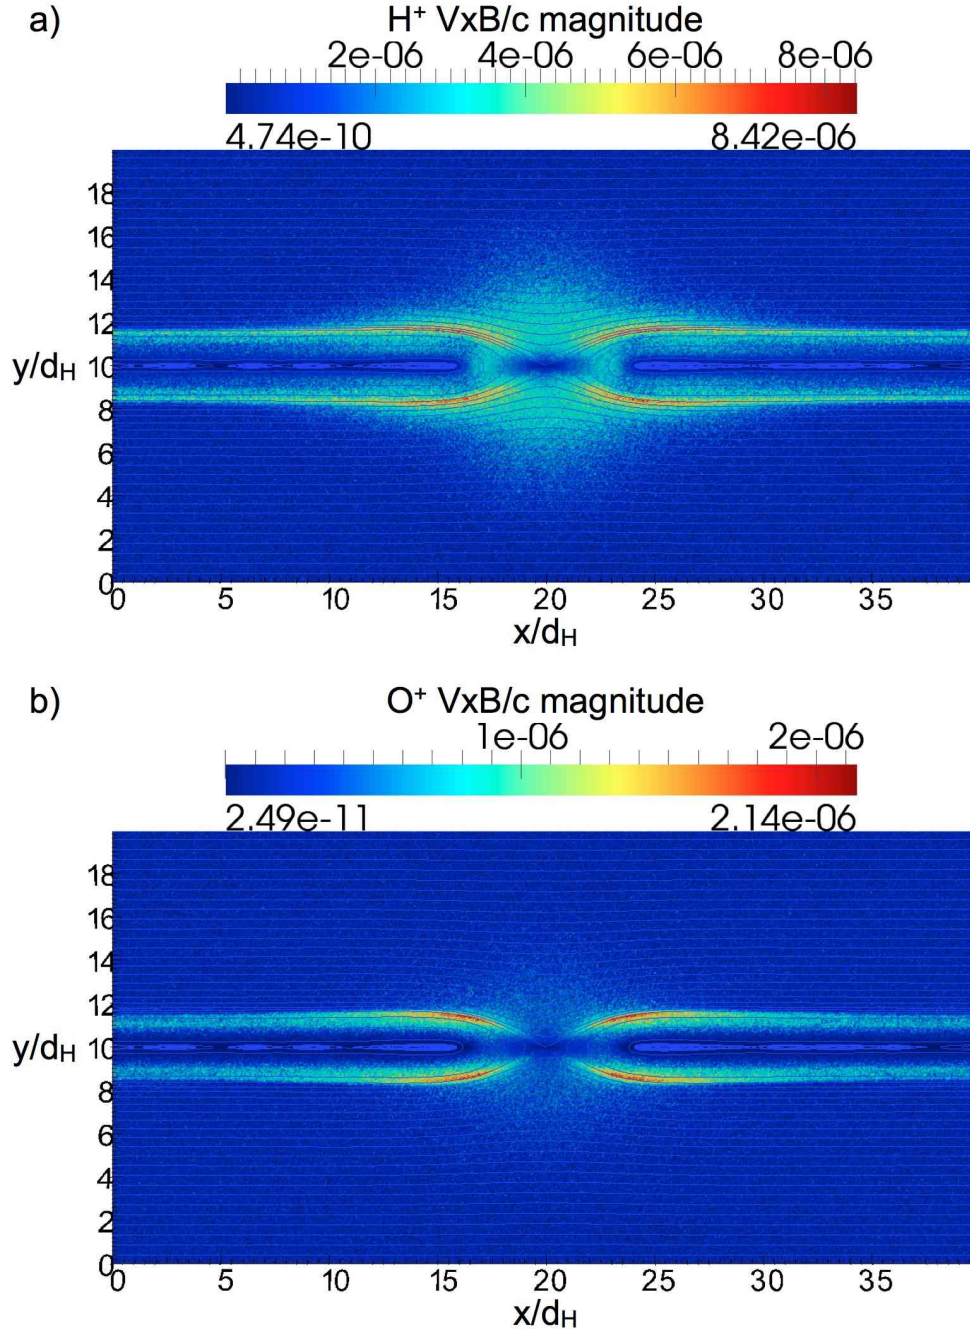 a)
H⁺ VxB/c magnitude
2e-06 4e-06 6e-06 8e-06
4.74e-10 8.42e-06
18
16
14
12
y/dH 10
8
6
4
2
0
0 5 10 15 20 25 30 35
x/dH
b)
O⁺ VxB/c magnitude
1e-06 2e-06
2.49e-11 2.14e-06
18
16
14
12
y/dH 10
8
6
4
2
0
0 5 10 15 20 25 30 35
x/dH